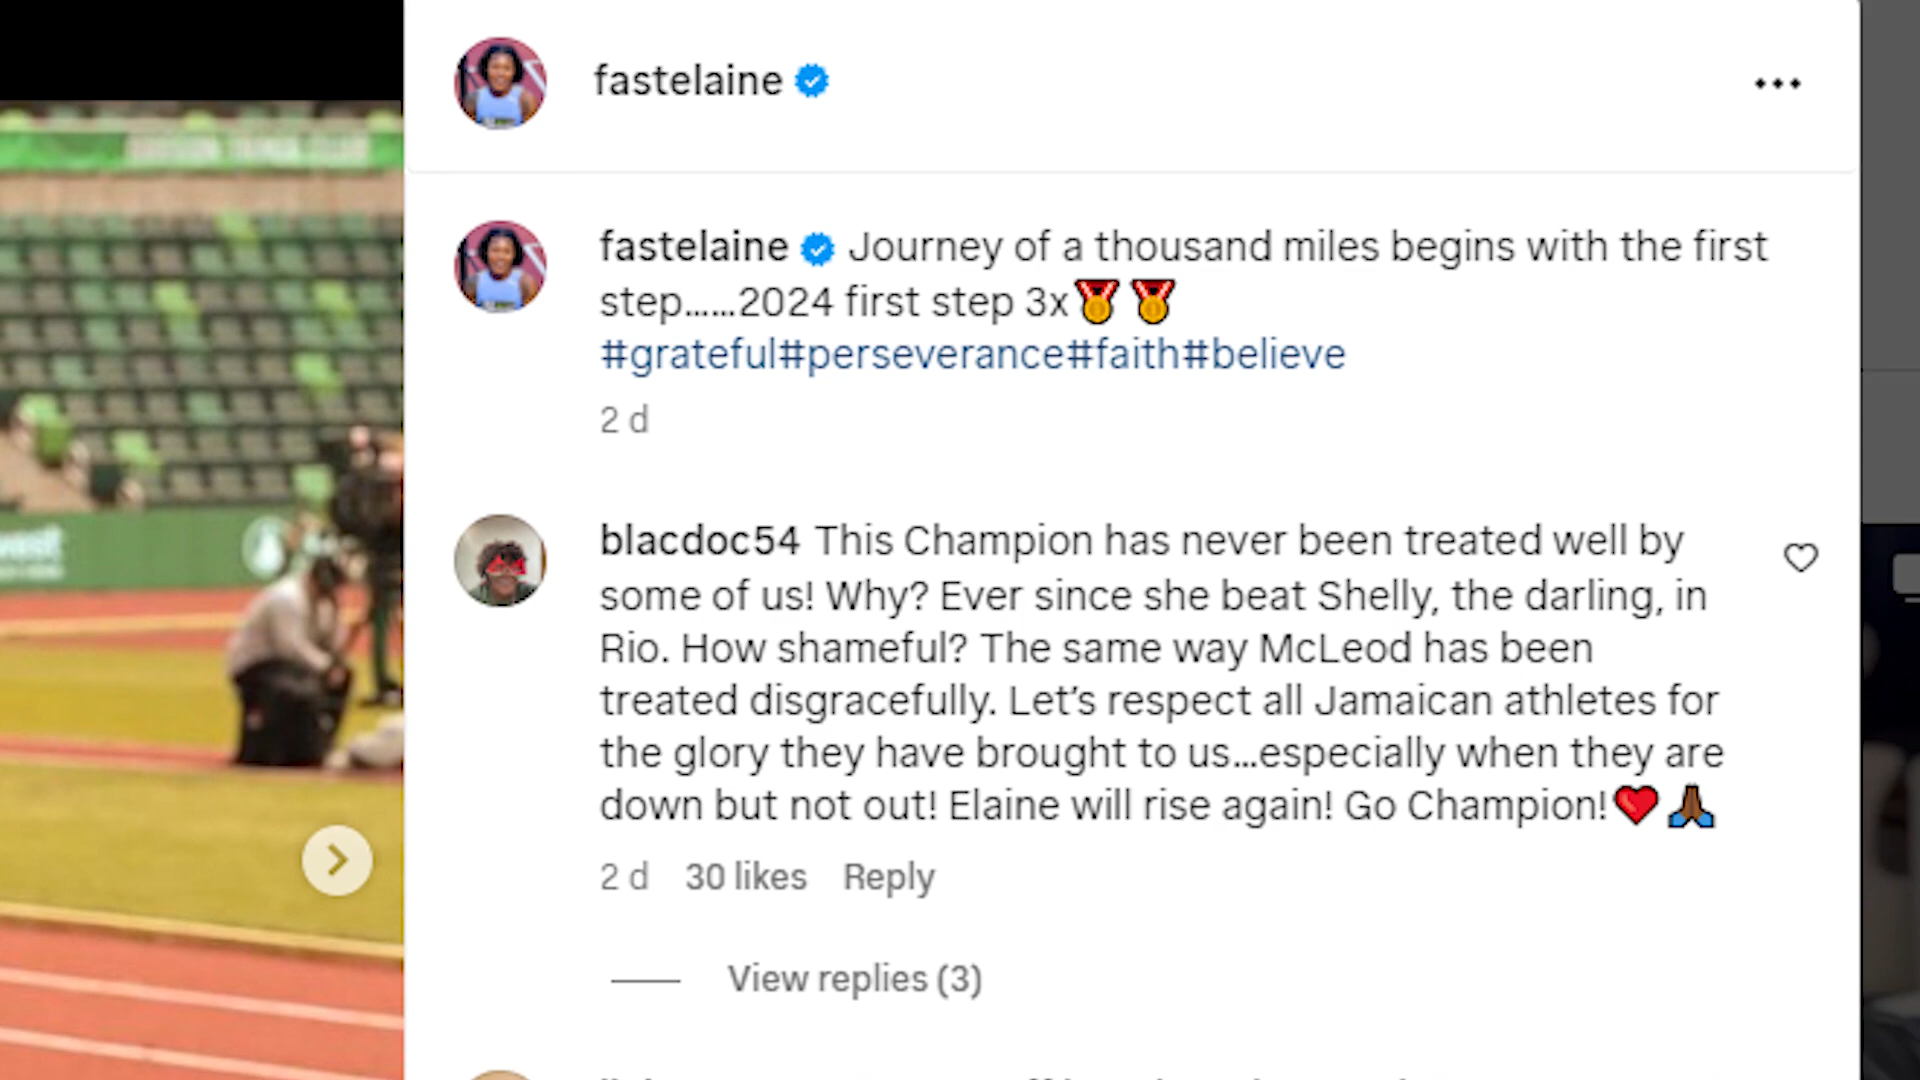 fastelaine
fastelaine Journey of a thousand miles begins with the first
step......2024 first step 3x🏅🏅
#grateful#perseverance#faith#believe
2 d
blacdoc54 This Champion has never been treated well by
some of us! Why? Ever since she beat Shelly, the darling, in
Rio. How shameful? The same way McLeod has been
treated disgracefully. Let’s respect all Jamaican athletes for
the glory they have brought to us...especially when they are
down but not out! Elaine will rise again! Go Champion!❤️🙏🏾
2 d 30 likes Reply
View replies (3)